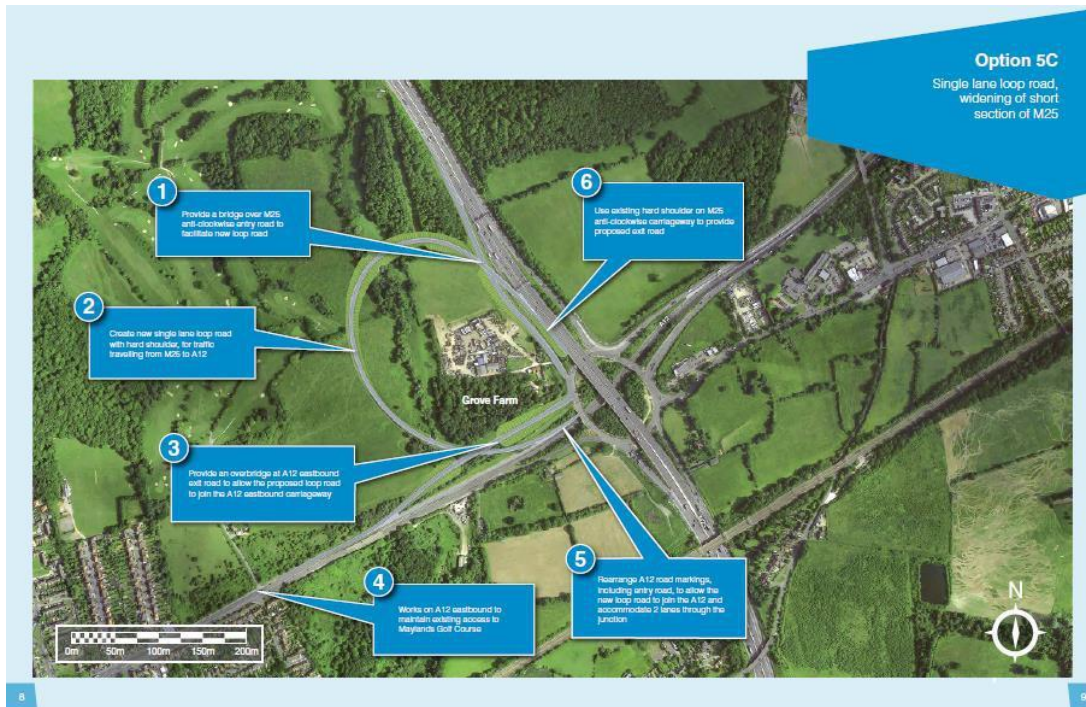 Option 5C
Single lane loop road,
widening of short
section of M25
1
Provide a bridge over M25
anti-clockwise entry road to
facilitate new loop road
6
Use existing hard shoulder on M25
anti-clockwise carriageway to provide
proposed exit road
2
Create new single lane loop road
with hard shoulder, for traffic
travelling from M25 to A12
A12
Grove Farm
3
Provide an overbridge at A12 eastbound
exit road to allow the proposed loop road
to join the A12 eastbound carriageway
4
Works on A12 eastbound to
maintain existing access to
Maylands Golf Course
5
Rearrange A12 road markings,
including entry road, to allow the
new loop road to join the A12 and
accommodate 2 lanes through the
junction
N
0m 50m 100m 150m 200m
8
9